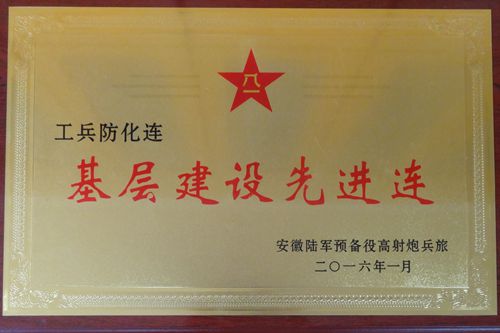 八一
工兵防化连
基层建设先进连
安徽陆军预备役高射炮兵旅
二〇一六年一月